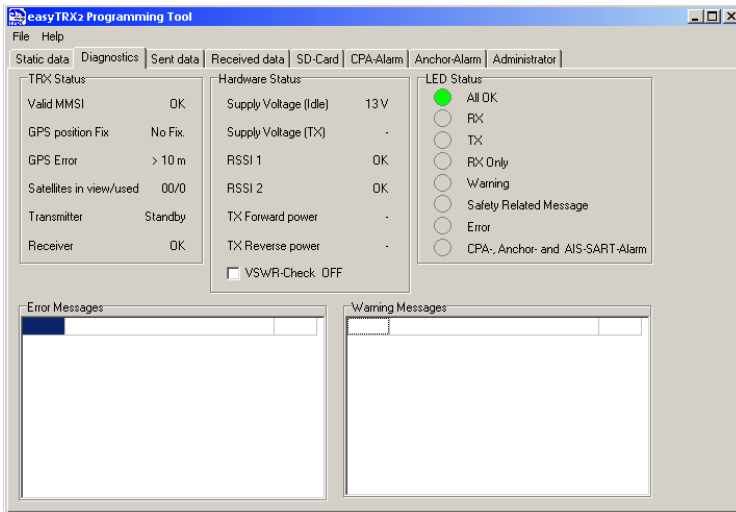 easyTRX2 Programming Tool
File Help
Static data Diagnostics Sent data Received data SD-Card CPA-Alarm Anchor-Alarm Administrator
TRX Status
Valid MMSI OK
GPS position Fix No Fix.
GPS Error > 10 m
Satellites in view/used 00/0
Transmitter Standby
Receiver OK
Hardware Status
Supply Voltage (Idle) 13 V
Supply Voltage (TX) -
RSSI 1 OK
RSSI 2 OK
TX Forward power -
TX Reverse power -
VSWR-Check OFF
LED Status
All OK
RX
TX
RX Only
Warning
Safety Related Message
Error
CPA-, Anchor- and AIS-SART-Alarm
Error Messages
Warning Messages